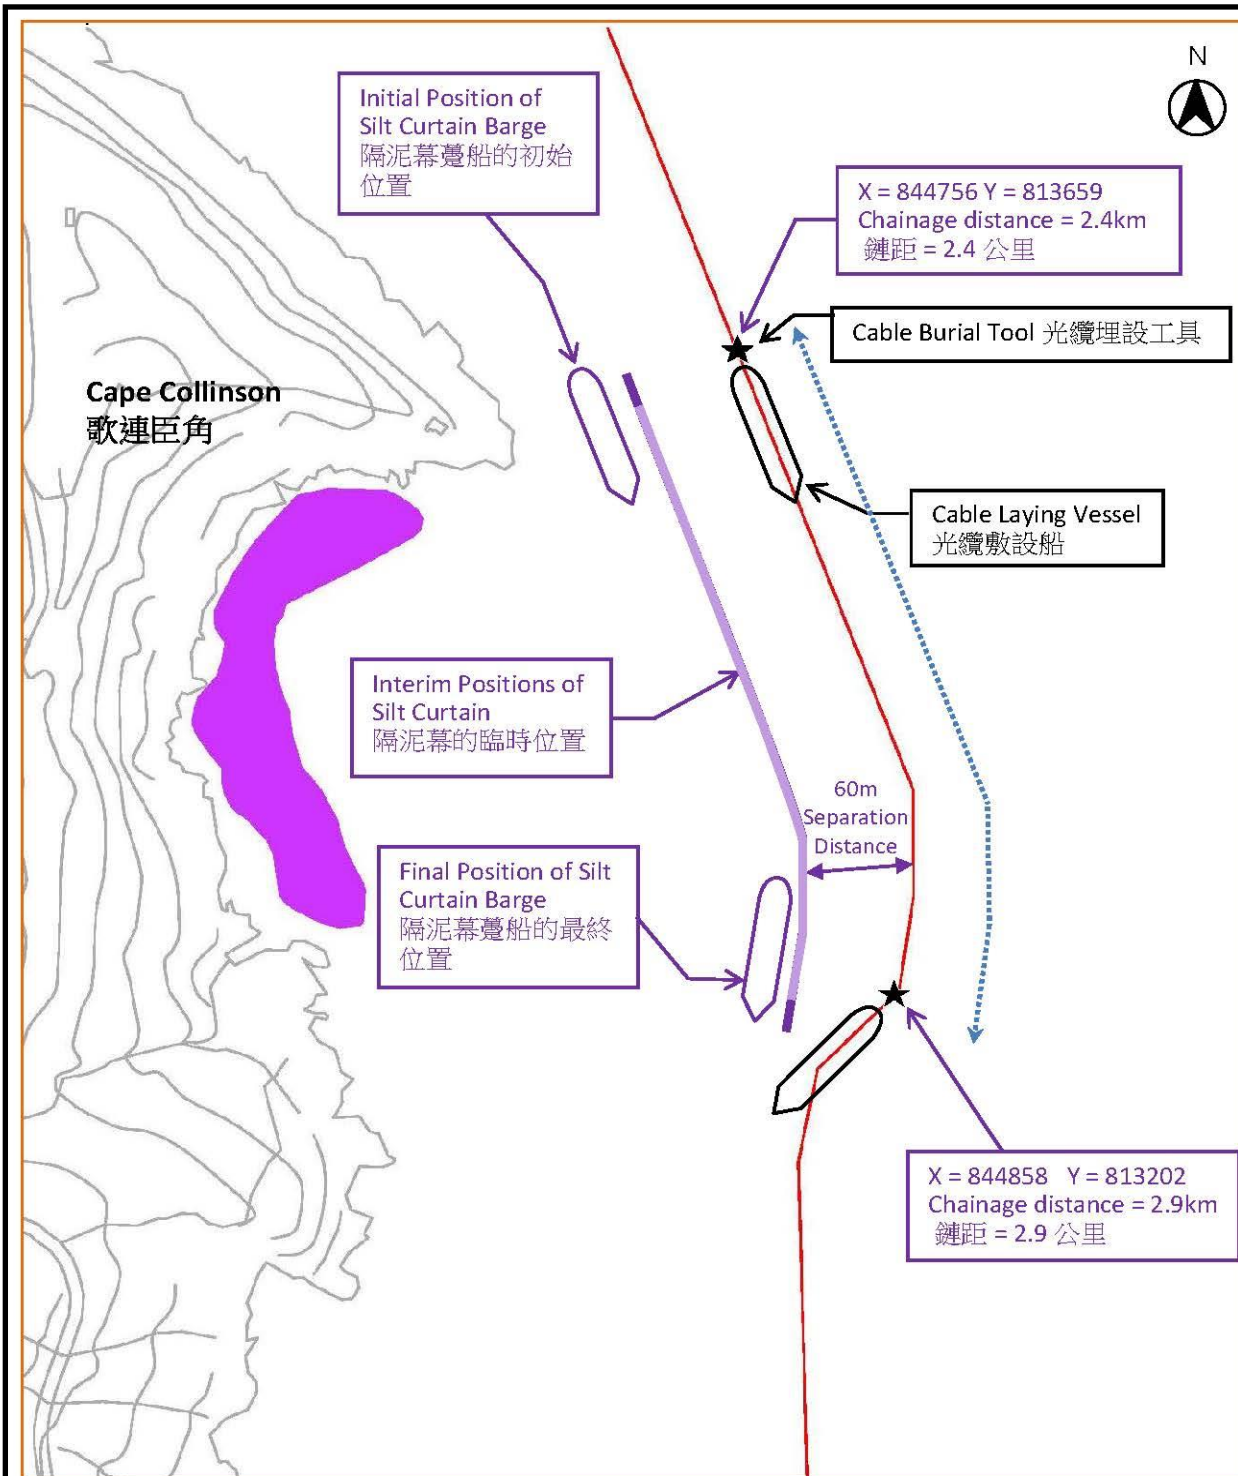 N
Initial Position of
Silt Curtain Barge
隔泥幕躉船的初始
位置
X = 844756 Y = 813659
Chainage distance = 2.4km
鏈距 = 2.4 公里
Cable Burial Tool 光纜埋設工具
Cape Collinson
歌連臣角
Cable Laying Vessel
光纜敷設船
Interim Positions of
Silt Curtain
隔泥幕的臨時位置
60m
Separation
Distance
Final Position of Silt
Curtain Barge
隔泥幕躉船的最終
位置
X = 844858 Y = 813202
Chainage distance = 2.9km
鏈距 = 2.9 公里